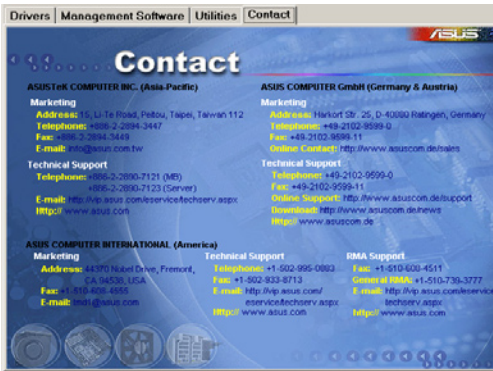 Drivers Management Software Utilities Contact
ASUS
Contact
ASUSTeK COMPUTER INC. (Asia-Pacific)
Marketing
Address: 15, Li-Te Road, Peitou, Taipei, Taiwan 112
Telephone: +886-2-2894-3447
Fax: +886-2-2894-3449
E-mail: info@asus.com.tw
Technical Support
Telephone: +886-2-2890-7121 (MB)
+886-2-2890-7123 (Server)
E-mail: http://vip.asus.com/eservice/techserv.aspx
Http:// www.asus.com
ASUS COMPUTER GmbH (Germany & Austria)
Marketing
Address: Harkort Str. 25, D-40880 Ratingen, Germany
Telephone: +49-2102-9599-0
Fax: +49-2102-9599-11
Online Contact: http://www.asuscom.de/sales
Technical Support
Telephone: +49-2102-9599-0
Fax: +49-2102-9599-11
Online Support: http://www.asuscom.de/support
Download: http://www.asuscom.de/news
Http:// www.asuscom.de
ASUS COMPUTER INTERNATIONAL (America)
Marketing
Address: 44370 Nobel Drive, Fremont,
CA 94538, USA
Fax: +1-510-608-4555
E-mail: tmd1@asus.com
Technical Support
Telephone: +1-502-995-0883
Fax: +1-502-933-8713
E-mail: http://vip.asus.com/
eservice/techserv.aspx
Http:// www.asus.com
RMA Support
Fax: +1-510-608-4511
General RMA: +1-510-739-3777
E-mail: http://vip.asus.com/eservice
techserv.aspx
http:// www.asus.com